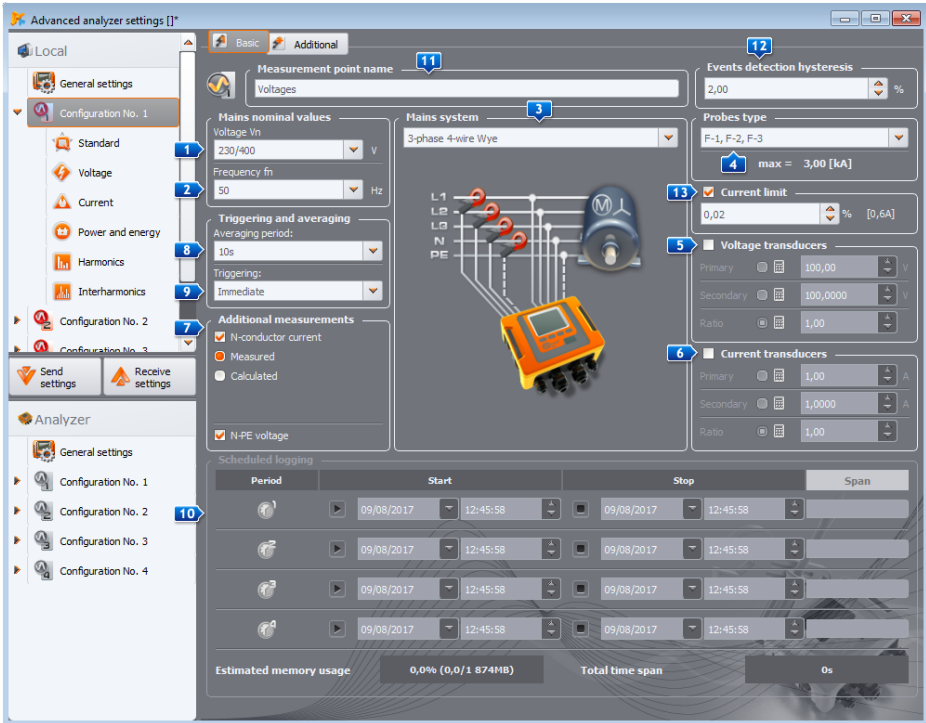 Advanced analyzer settings []*
Local
General settings
Configuration No. 1
Standard
Voltage
Current
Power and energy
Harmonics
Interharmonics
Configuration No. 2
Configuration No. 3
Send settings
Receive settings
Analyzer
General settings
Configuration No. 1
Configuration No. 2
Configuration No. 3
Configuration No. 4
Basic
Additional
11
Measurement point name
Voltages
12
Events detection hysteresis
2,00 %
Mains nominal values
Voltage Vn
1
230/400 V
Frequency fn
2
50 Hz
3
Mains system
3-phase 4-wire Wye
L1
L2
L3
N
PE
M
Probes type
F-1, F-2, F-3
4
max = 3,00 [kA]
13
Current limit
0,02 % [0,6A]
Triggering and averaging
Averaging period:
8
10s
Triggering:
9
Immediate
5
Voltage transducers
Primary 100,00 V
Secondary 100,0000 V
Ratio 1,00
7
Additional measurements
N-conductor current
Measured
Calculated
N-PE voltage
6
Current transducers
Primary 1,00 A
Secondary 1,0000 A
Ratio 1,00
Scheduled logging
Period Start Stop Span
10
1 09/08/2017 12:45:58 09/08/2017 12:45:58
2 09/08/2017 12:45:58 09/08/2017 12:45:58
3 09/08/2017 12:45:58 09/08/2017 12:45:58
4 09/08/2017 12:45:58 09/08/2017 12:45:58
Estimated memory usage 0,0% (0,0/1 874MB) Total time span 0s